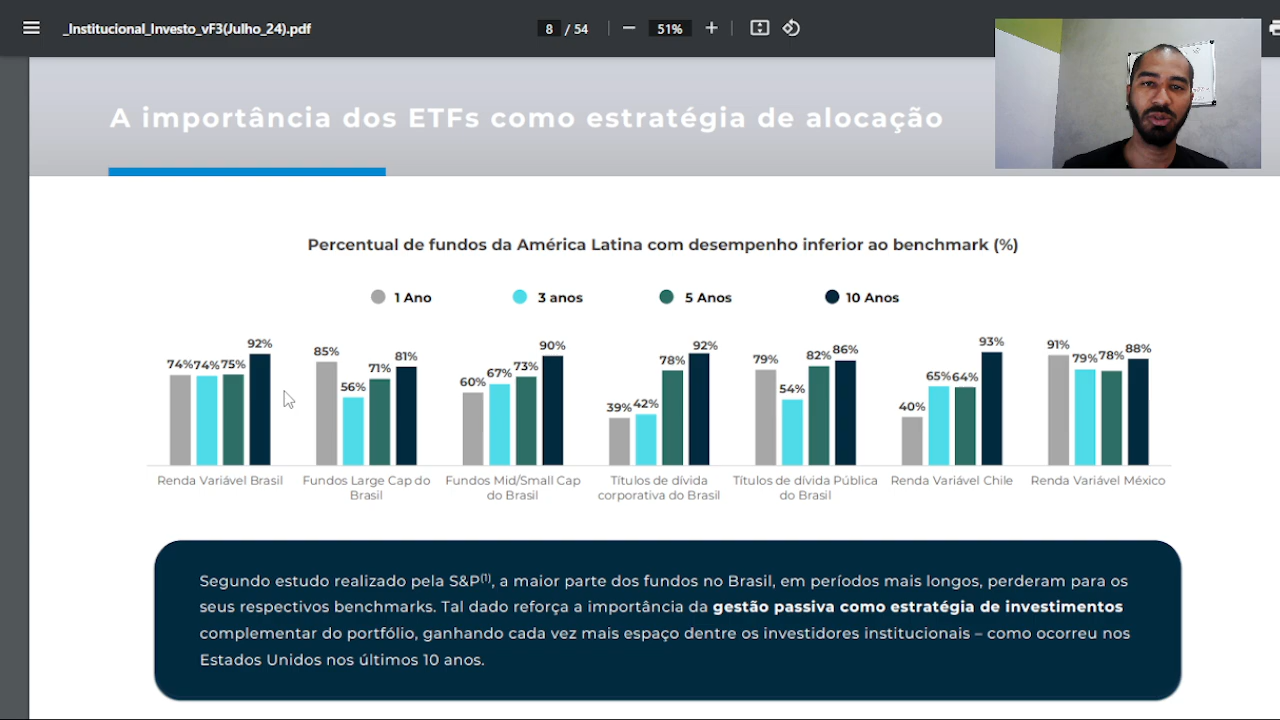 _Institucional_Investo_vF3(Julho_24).pdf
8 / 54
51%
A importância dos ETFs como estratégia de alocação
Percentual de fundos da América Latina com desempenho inferior ao benchmark (%)
1 Ano 3 anos 5 Anos 10 Anos
74% 74% 75% 92%
85% 56% 71% 81%
60% 67% 73% 90%
39% 42% 78% 92%
79% 54% 82% 86%
40% 65% 64% 93%
91% 79% 78% 88%
Renda Variável Brasil
Fundos Large Cap do
Brasil
Fundos Mid/Small Cap
do Brasil
Títulos de dívida
corporativa do Brasil
Títulos de dívida Pública
do Brasil
Renda Variável Chile
Renda Variável México
Segundo estudo realizado pela S&P(1), a maior parte dos fundos no Brasil, em períodos mais longos, perderam para os
seus respectivos benchmarks. Tal dado reforça a importância da gestão passiva como estratégia de investimentos
complementar do portfólio, ganhando cada vez mais espaço dentre os investidores institucionais – como ocorreu nos
Estados Unidos nos últimos 10 anos.